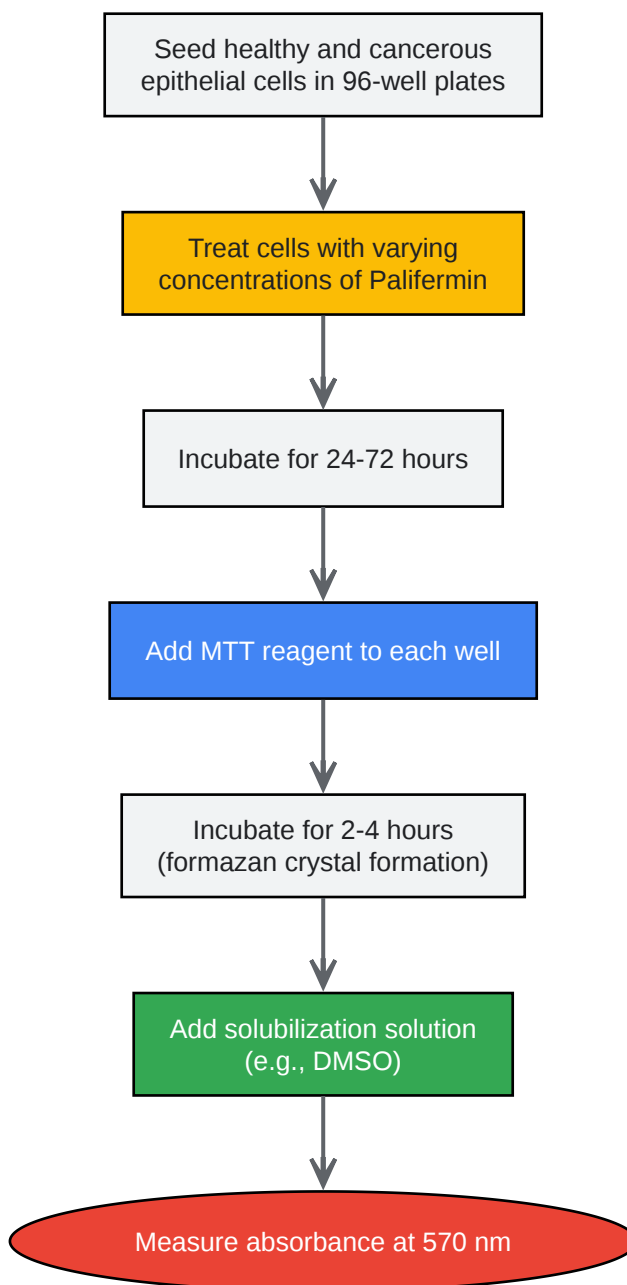 Seed healthy and cancerous
epithelial cells in 96-well plates
Treat cells with varying
concentrations of Palifermin
Incubate for 24-72 hours
Add MTT reagent to each well
Incubate for 2-4 hours
(formazan crystal formation)
Add solubilization solution
(e.g., DMSO)
Measure absorbance at 570 nm